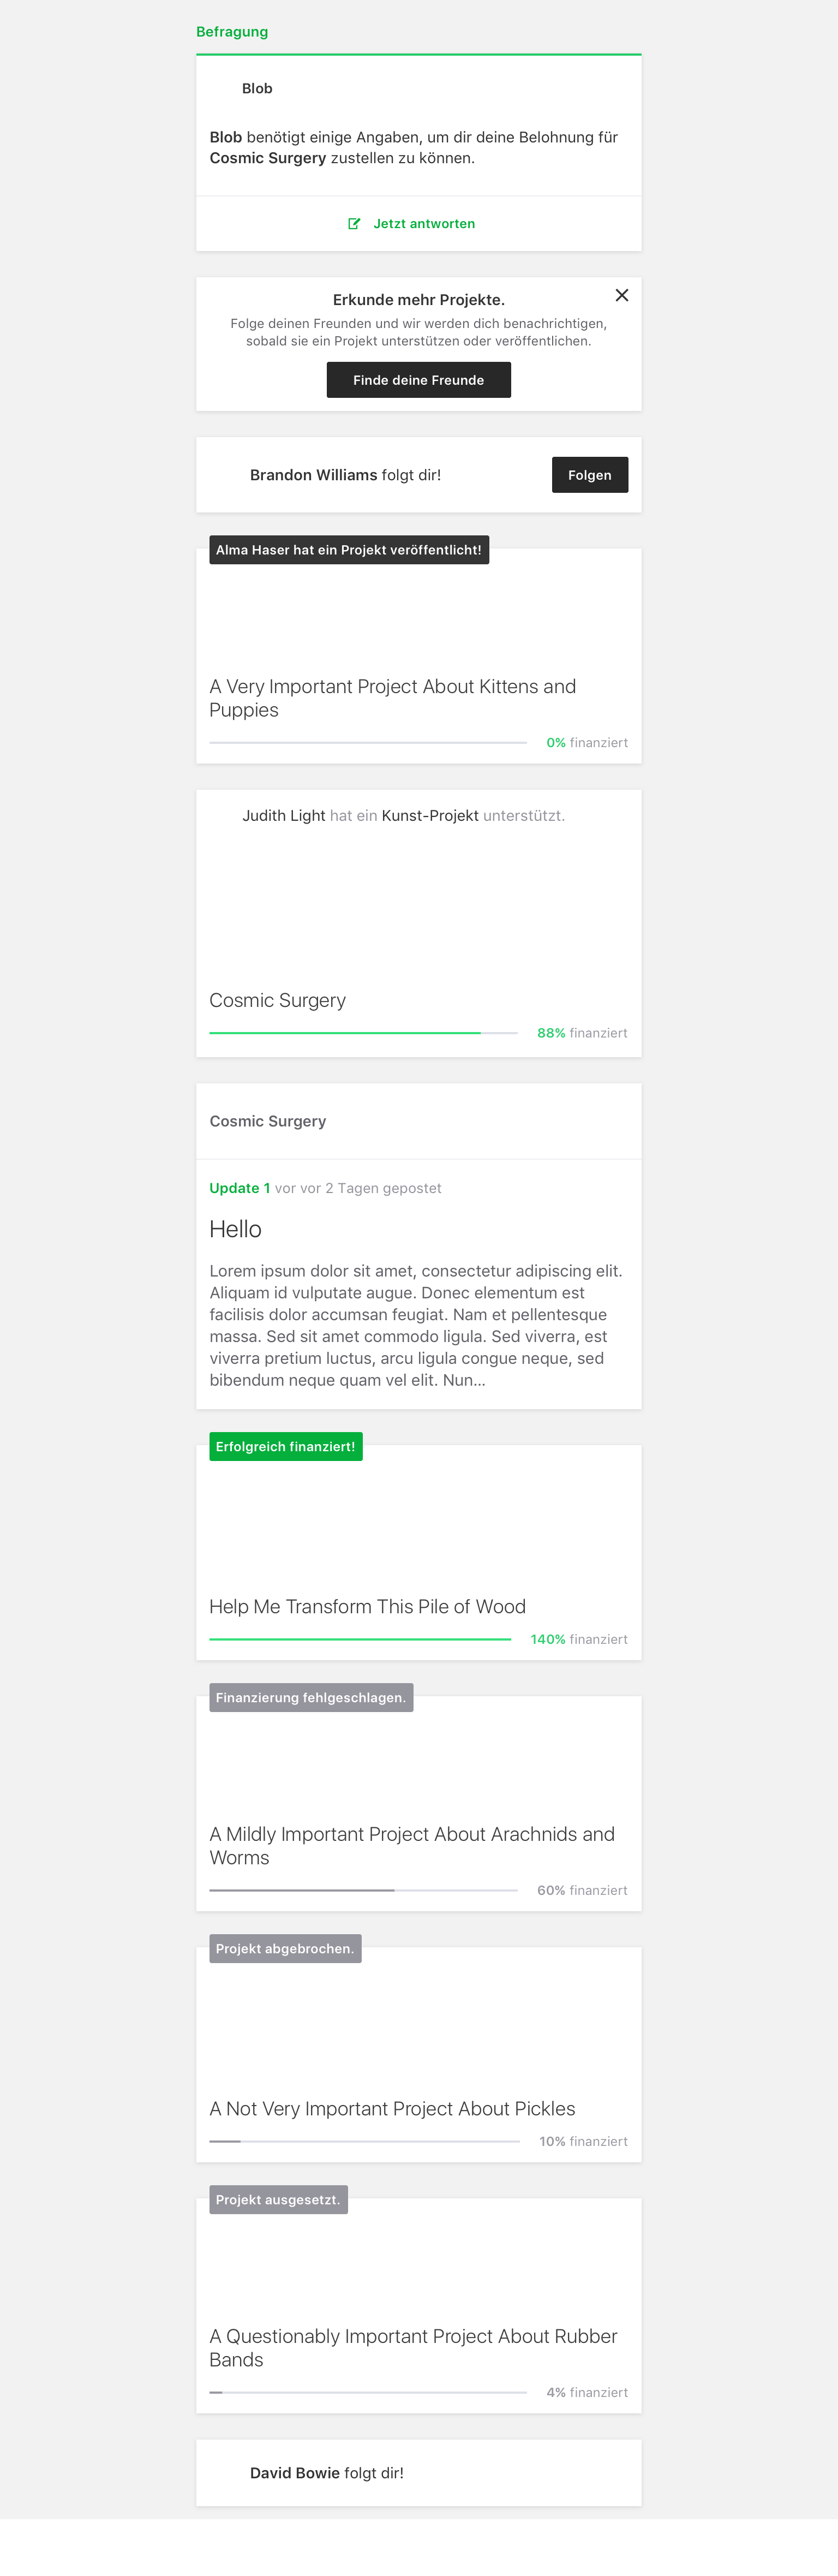 Befragung
Blob
Blob benötigt einige Angaben, um dir deine Belohnung für
Cosmic Surgery zustellen zu können.
Jetzt antworten
Erkunde mehr Projekte.
Folge deinen Freunden und wir werden dich benachrichtigen,
sobald sie ein Projekt unterstützen oder veröffentlichen.
Finde deine Freunde
Brandon Williams folgt dir!
Folgen
Alma Haser hat ein Projekt veröffentlicht!
A Very Important Project About Kittens and
Puppies
0% finanziert
Judith Light hat ein Kunst-Projekt unterstützt.
Cosmic Surgery
88% finanziert
Cosmic Surgery
Update 1 vor vor 2 Tagen gepostet
Hello
Lorem ipsum dolor sit amet, consectetur adipiscing elit.
Aliquam id vulputate augue. Donec elementum est
facilisis dolor accumsan feugiat. Nam et pellentesque
massa. Sed sit amet commodo ligula. Sed viverra, est
viverra pretium luctus, arcu ligula congue neque, sed
bibendum neque quam vel elit. Nun...
Erfolgreich finanziert!
Help Me Transform This Pile of Wood
140% finanziert
Finanzierung fehlgeschlagen.
A Mildly Important Project About Arachnids and
Worms
60% finanziert
Projekt abgebrochen.
A Not Very Important Project About Pickles
10% finanziert
Projekt ausgesetzt.
A Questionably Important Project About Rubber
Bands
4% finanziert
David Bowie folgt dir!